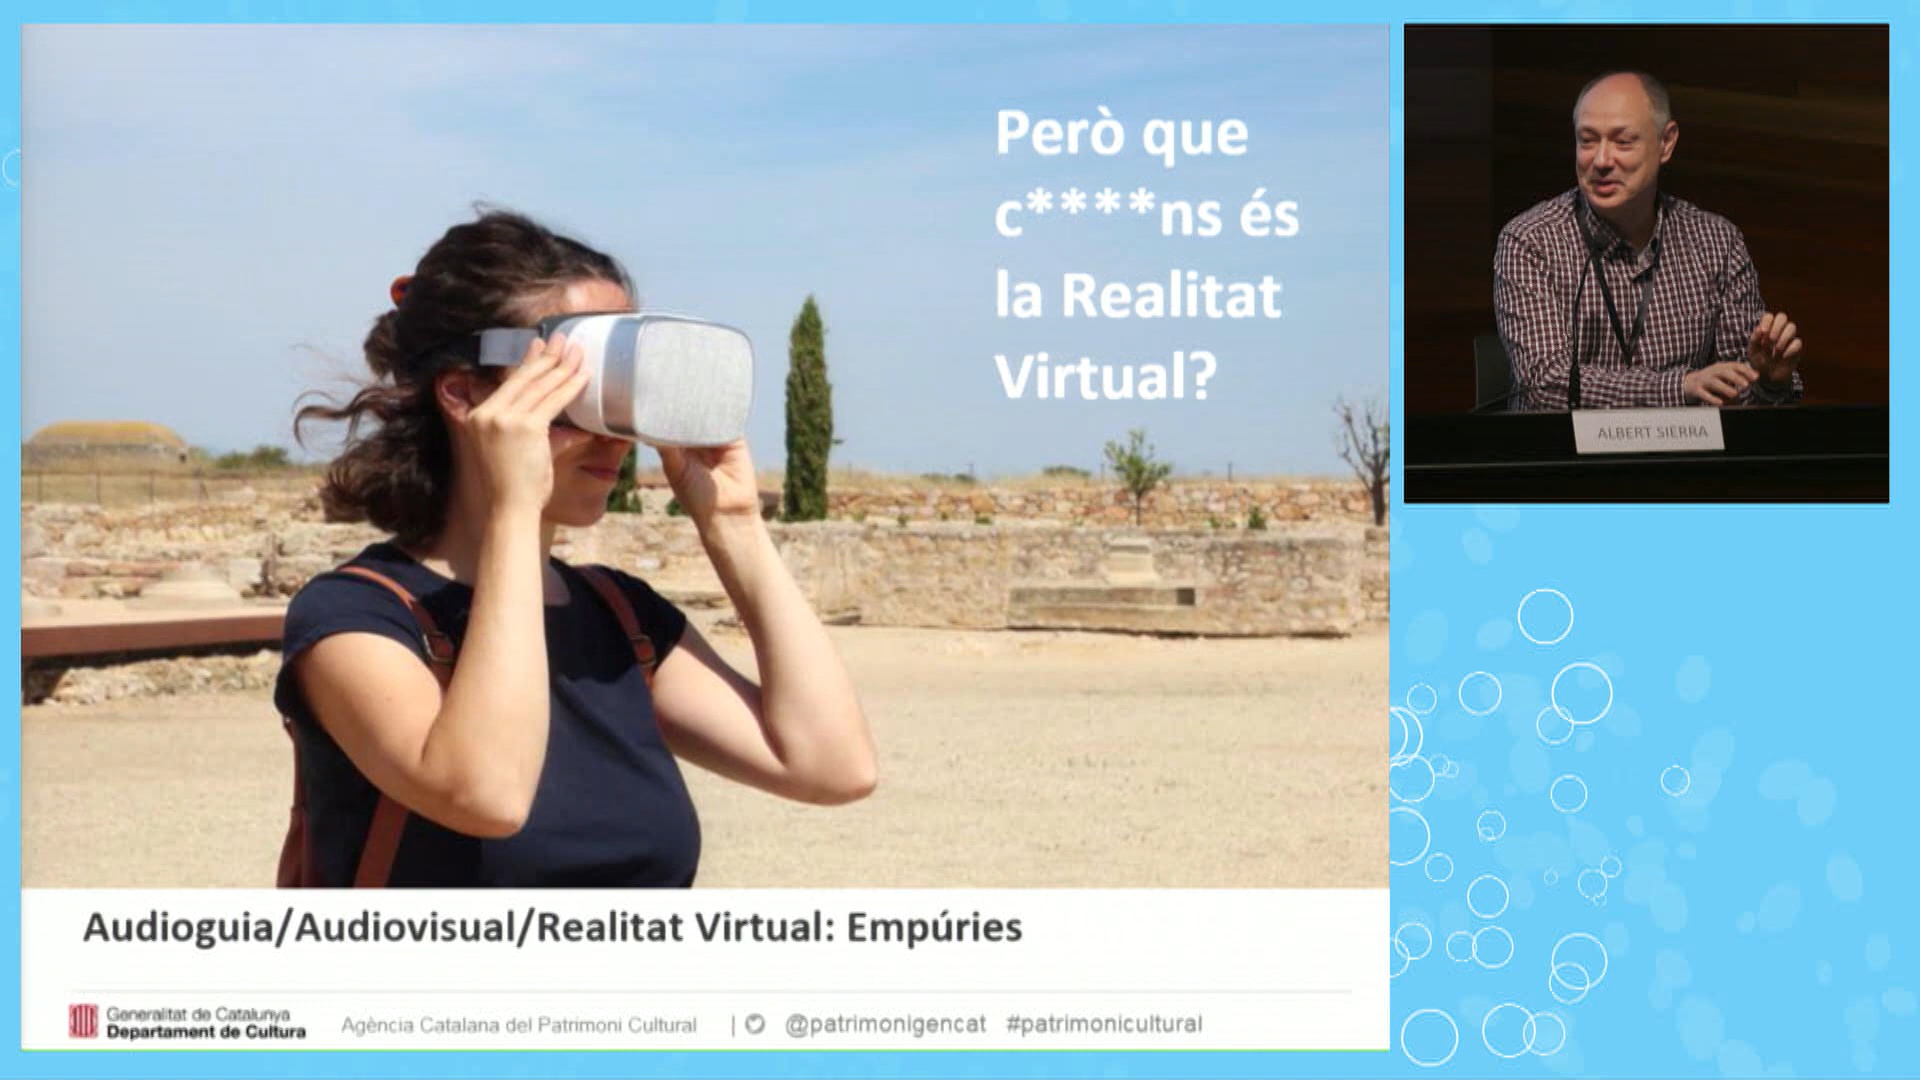 Però que
c****ns és
la Realitat
Virtual?
ALBERT SIERRA
Audioguia/Audiovisual/Realitat Virtual: Empúries
Generalitat de Catalunya
Departament de Cultura
Agència Catalana del Patrimoni Cultural | @patrimonigencat #patrimonicultural